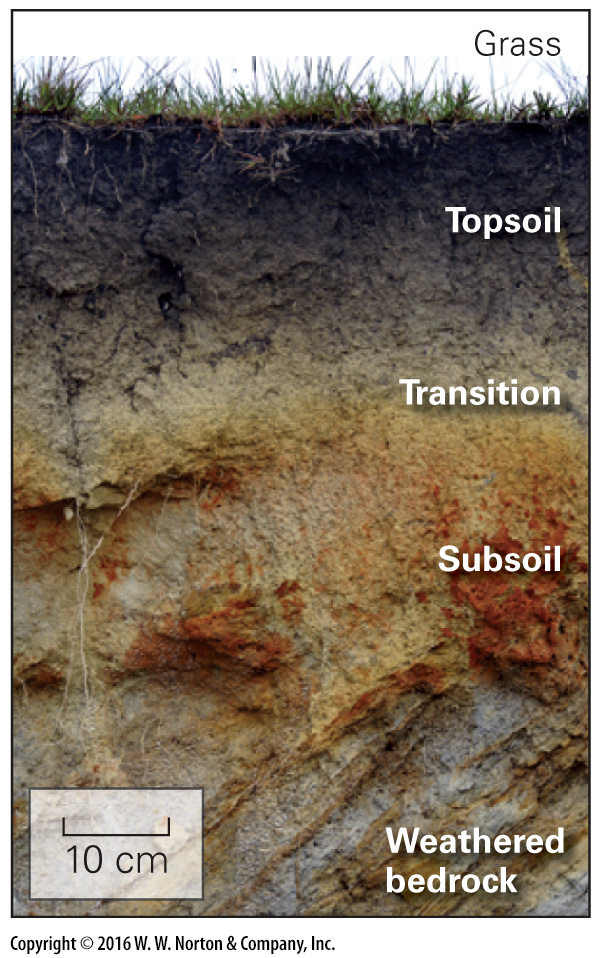 Grass
Topsoil
Transition
Subsoil
Weathered
bedrock
10 cm
Copyright © 2016 W. W. Norton & Company, Inc.